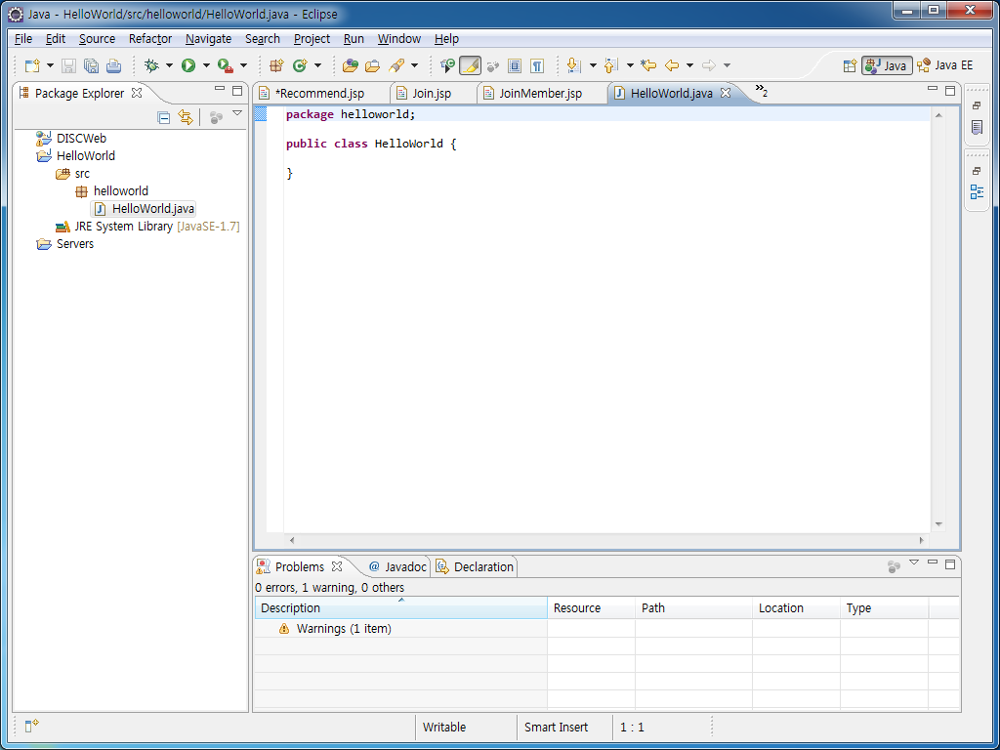 Java - HelloWorld/src/helloworld/HelloWorld.java - Eclipse
File Edit Source Refactor Navigate Search Project Run Window Help
Java Java EE
Package Explorer
*Recommend.jsp Join.jsp JoinMember.jsp HelloWorld.java »2
DISCWeb
HelloWorld
src
helloworld
HelloWorld.java
JRE System Library [JavaSE-1.7]
Servers
package helloworld;
public class HelloWorld {
}
Problems @ Javadoc Declaration
0 errors, 1 warning, 0 others
Description Resource Path Location Type
Warnings (1 item)
Writable Smart Insert 1 : 1